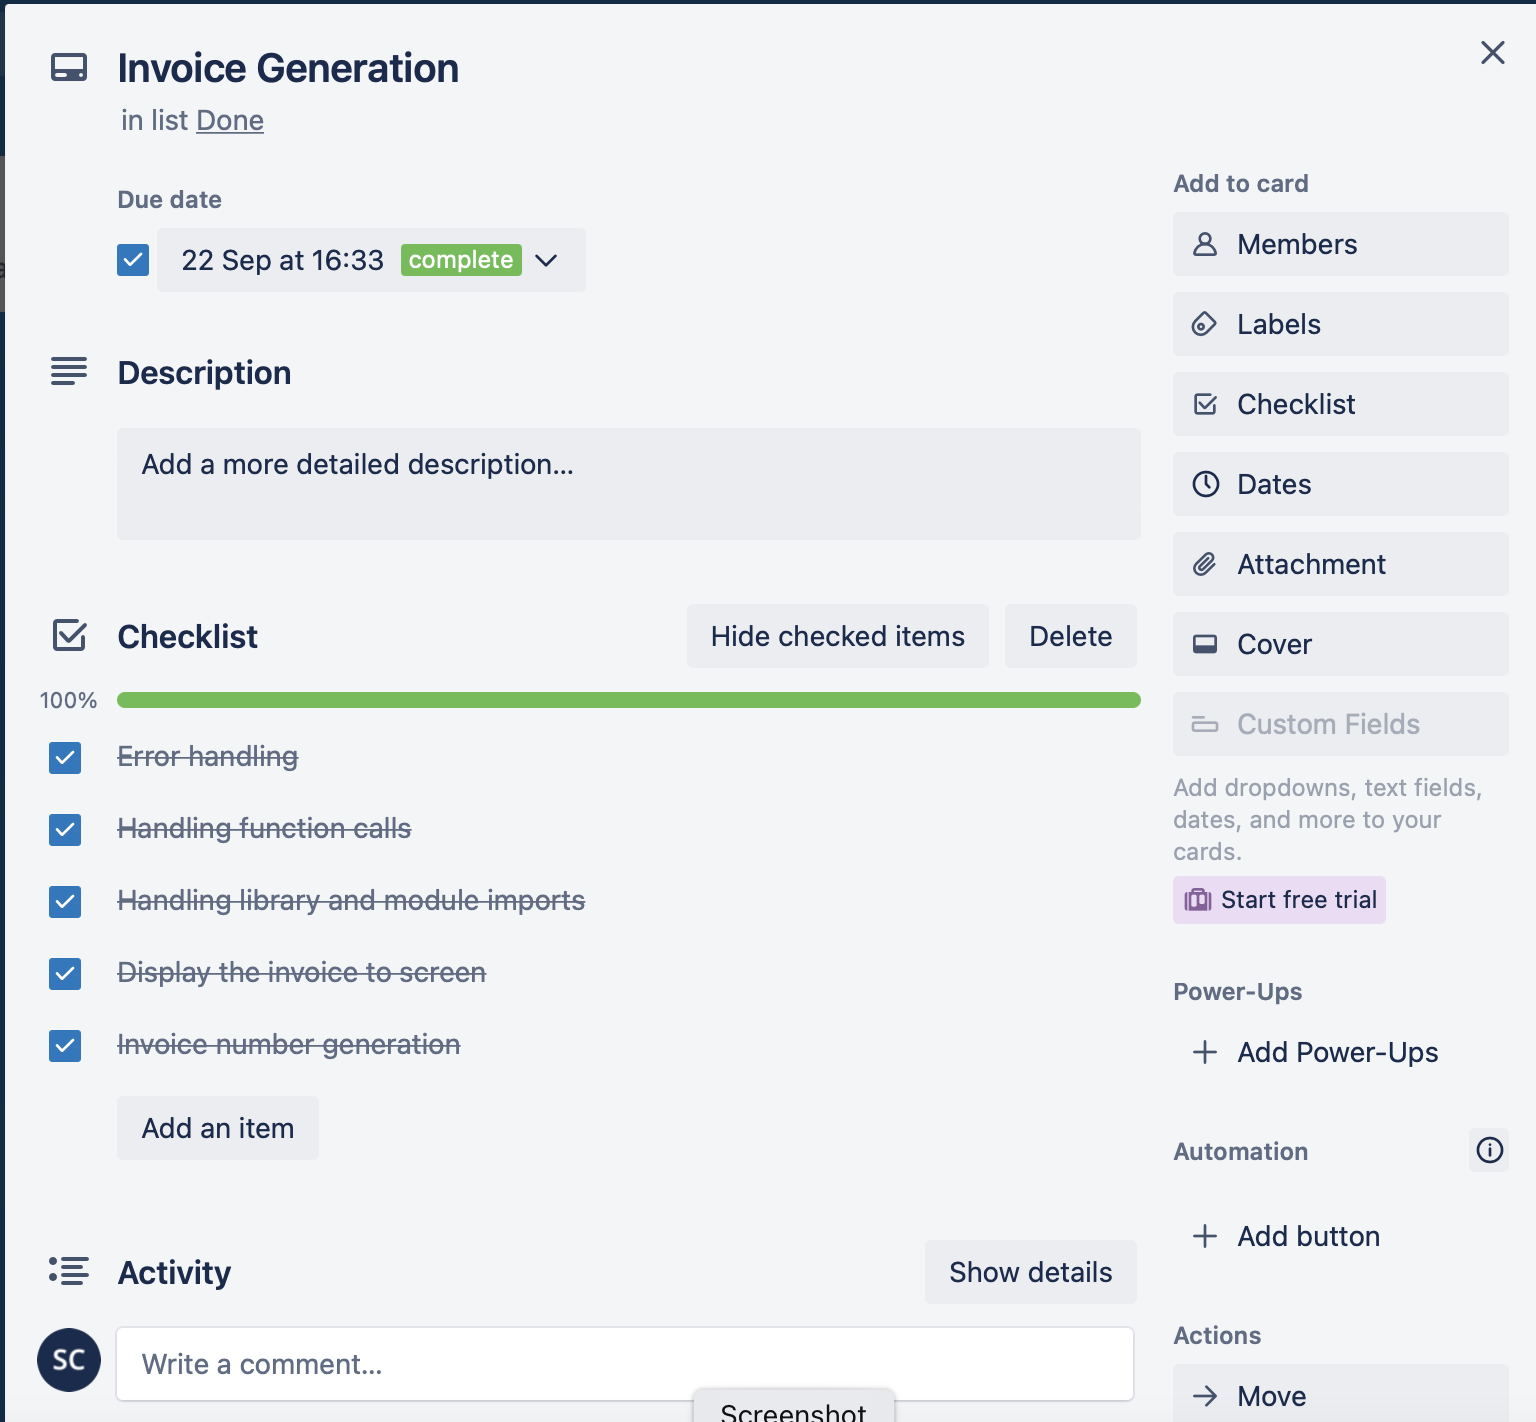 Invoice Generation
in list Done
Due date
22 Sep at 16:33 complete
Description
Add a more detailed description...
Checklist
Hide checked items
Delete
100%
Error handling
Handling function calls
Handling library and module imports
Display the invoice to screen
Invoice number generation
Add an item
Activity
Show details
SC
Write a comment...
Screenshot
Add to card
Members
Labels
Checklist
Dates
Attachment
Cover
Custom Fields
Add dropdowns, text fields,
dates, and more to your
cards.
Start free trial
Power-Ups
Add Power-Ups
Automation
Add button
Actions
Move